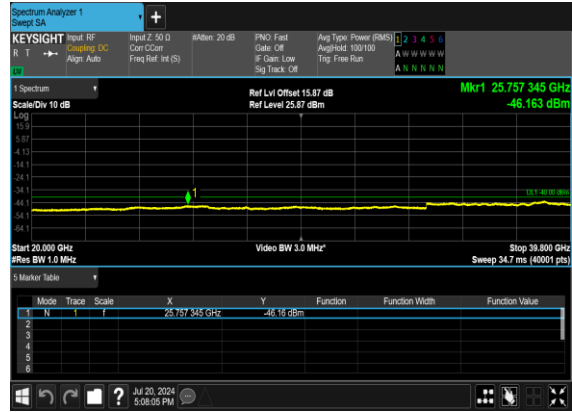 Spectrum Analyzer 1
Swept SA
+
KEYSIGHT
R T
LXI
Input: RF
Coupling: DC
Align: Auto
Input Z: 50 Ω
Corr CCorr
Freq Ref: Int (S)
#Atten: 20 dB
PNO: Fast
Gate: Off
IF Gain: Low
Sig Track: Off
Avg Type: Power (RMS)
Avg|Hold: 100/100
Trig: Free Run
1 2 3 4 5 6
A W W W W W
A N N N N N
1 Spectrum
Scale/Div 10 dB
Ref Lvl Offset 15.87 dB
Ref Level 25.87 dBm
Mkr1 25.757 345 GHz
-46.163 dBm
Log
15.9
5.87
-4.13
-14.1
-24.1
-34.1
-44.1
-54.1
-64.1
1
DL1 -40.00 dBm
Start 20.000 GHz
#Res BW 1.0 MHz
Video BW 3.0 MHz*
Stop 39.800 GHz
Sweep 34.7 ms (40001 pts)
5 Marker Table
Mode Trace Scale X Y Function Function Width Function Value
1 N 1 f 25.757 345 GHz -46.16 dBm
2
3
4
5
6
?
Jul 20, 2024
5:08:05 PM